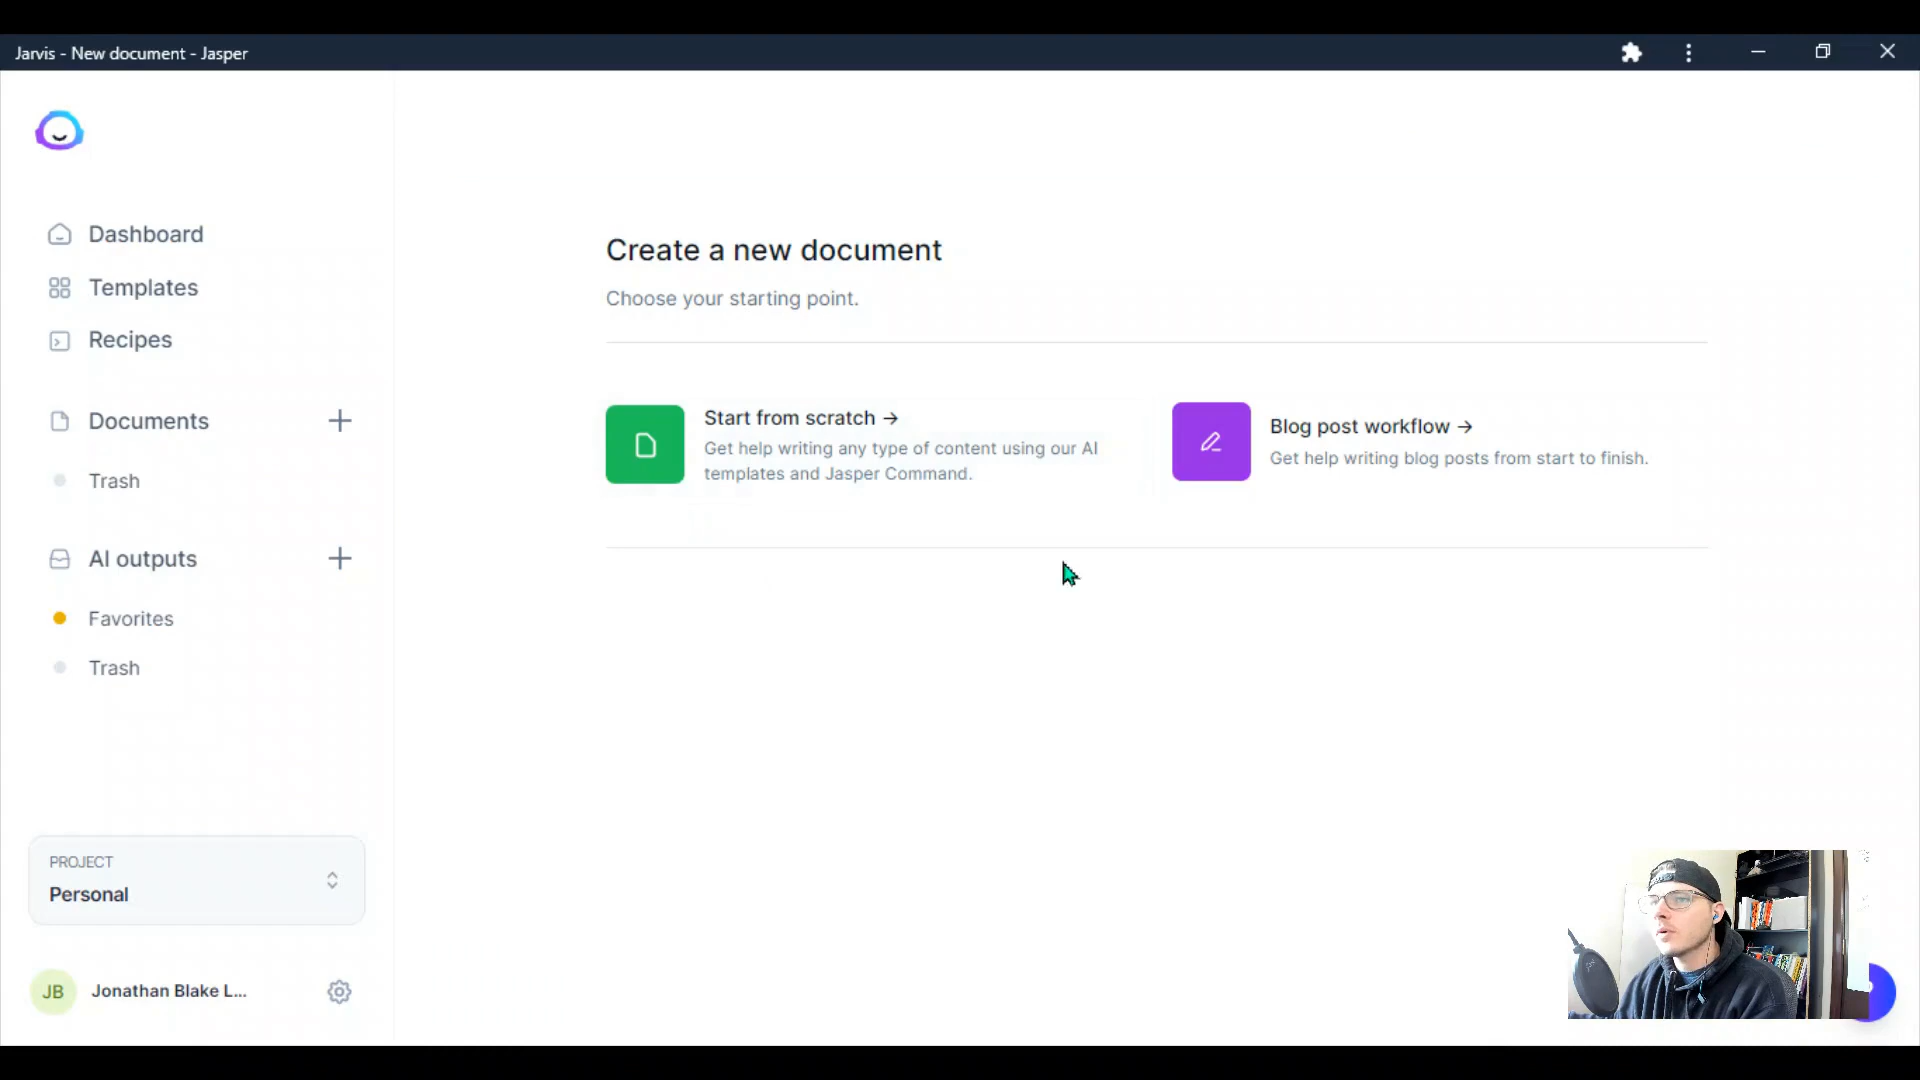 Jarvis - New document - Jasper
Dashboard
Templates
Recipes
Documents
Trash
AI outputs
Favorites
Trash
PROJECT
Personal
JB
Jonathan Blake L...
Create a new document
Choose your starting point.
Start from scratch →
Get help writing any type of content using our AI
templates and Jasper Command.
Blog post workflow →
Get help writing blog posts from start to finish.